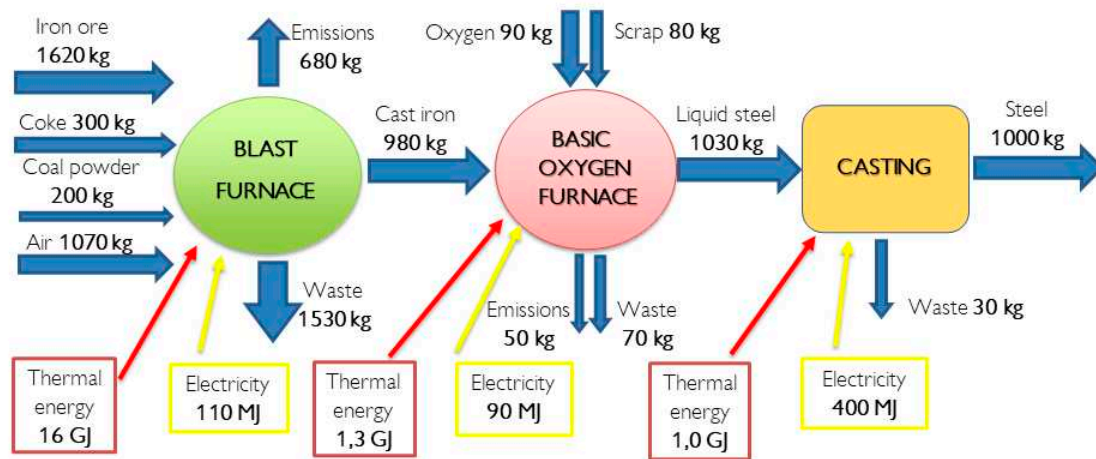 Iron ore
1620 kg
Emissions
680 kg
Oxygen 90 kg
Scrap 80 kg
Coke 300 kg
Coal powder
200 kg
Air 1070 kg
BLAST
FURNACE
Cast iron
980 kg
BASIC
OXYGEN
FURNACE
Liquid steel
1030 kg
CASTING
Steel
1000 kg
Waste
1530 kg
Emissions
50 kg
Waste
70 kg
Waste 30 kg
Thermal
energy
16 GJ
Electricity
110 MJ
Thermal
energy
1,3 GJ
Electricity
90 MJ
Thermal
energy
1,0 GJ
Electricity
400 MJ